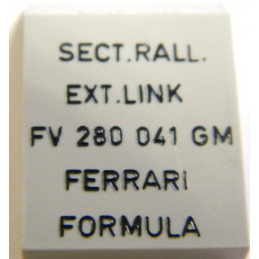 SECT.RALL.
EXT.LINK
FV 280 041 GM
FERRARi
FORMULA